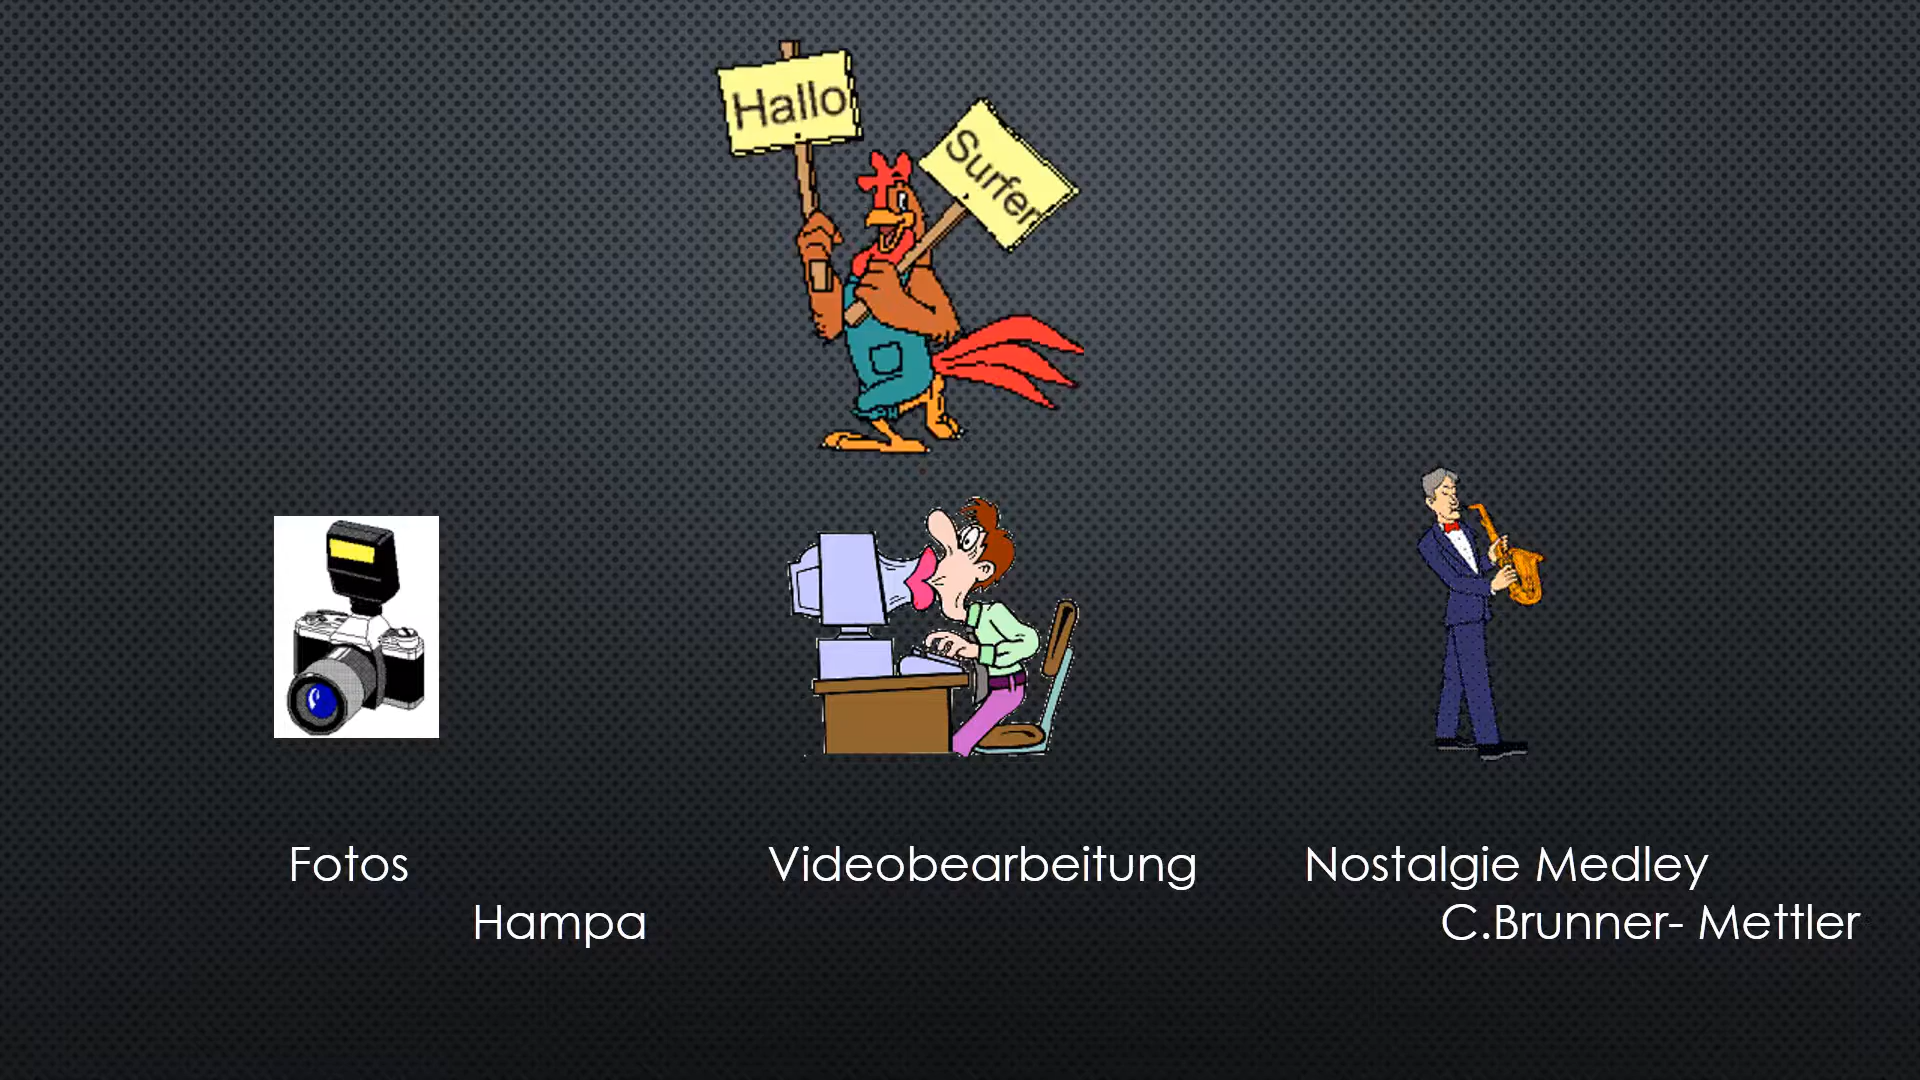 Hallo
Surfer
Fotos Videobearbeitung Nostalgie Medley
Hampa C.Brunner- Mettler